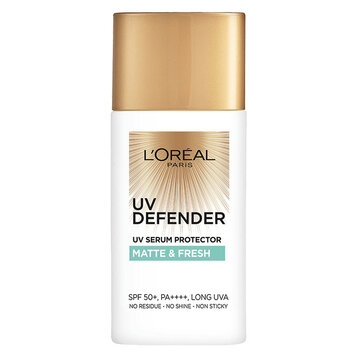 L'ORÉAL
PARIS
UV
DEFENDER
UV SERUM PROTECTOR
MATTE & FRESH
SPF 50+, PA++++, LONG UVA
NO RESIDUE - NO SHINE - NON STICKY